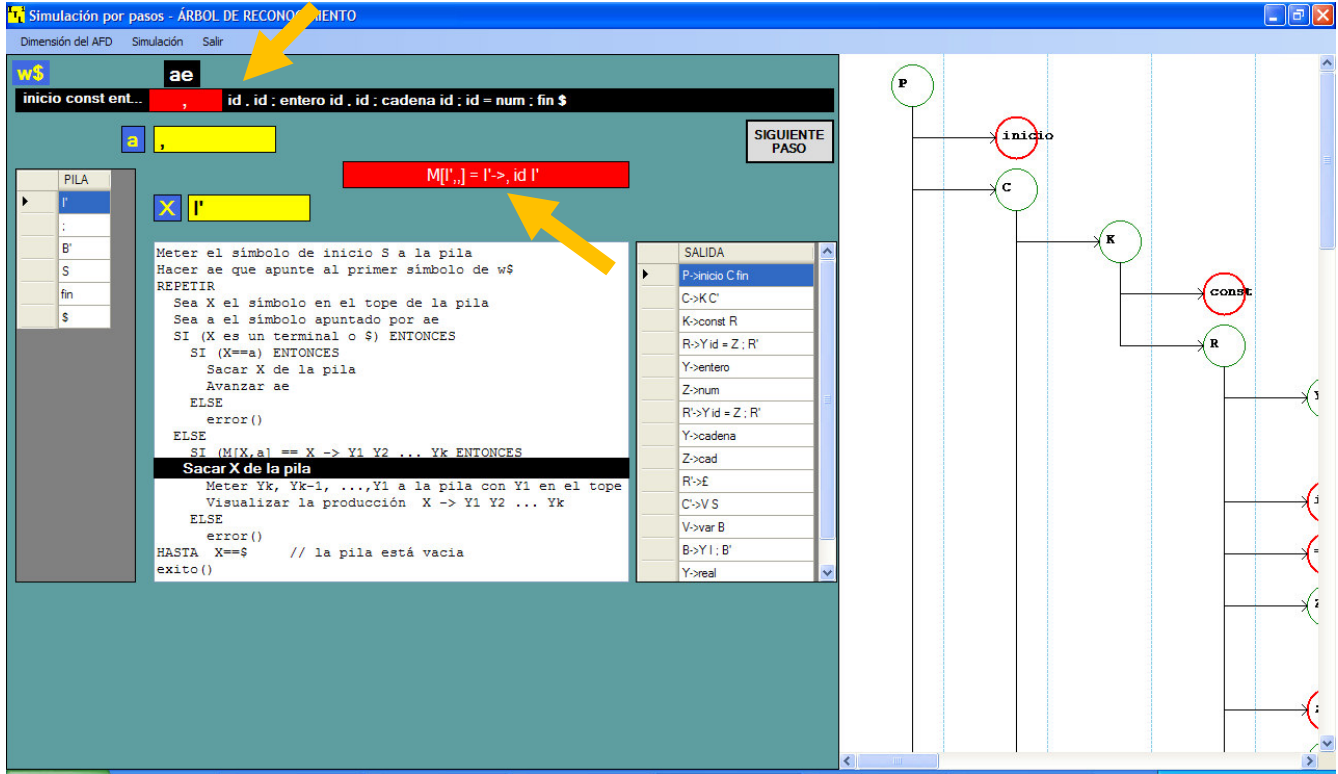 Simulación por pasos - ÁRBOL DE RECONO IENTO
Dimensión del AFD Simulación Salir
w$ ae
inicio const ent... , id , id ; entero id , id ; cadena id ; id = num ; fin $
a ,
SIGUIENTE
PASO
M[I',,] = I'->, id I'
X I'
PILA
I'
;
B'
S
fin
$
Meter el símbolo de inicio S a la pila
Hacer ae que apunte al primer símbolo de w$
REPETIR
Sea X el símbolo en el tope de la pila
Sea a el símbolo apuntado por ae
SI (X es un terminal o $) ENTONCES
SI (X==a) ENTONCES
Sacar X de la pila
Avanzar ae
ELSE
error()
ELSE
SI (M[X,a] == X -> Y1 Y2 ... Yk ENTONCES
Sacar X de la pila
Meter Yk, Yk-1, ...,Y1 a la pila con Y1 en el tope
Visualizar la producción X -> Y1 Y2 ... Yk
ELSE
error()
HASTA X==$ // la pila está vacia
exito()
SALIDA
P->inicio C fin
C->K C'
K->const R
R->Y id = Z ; R'
Y->entero
Z->num
R'->Y id = Z ; R'
Y->cadena
Z->cad
R'->£
C'->V S
V->var B
B->Y I ; B'
Y->real
P
inicio
C
K
const
R
Y
i
=
Z
;